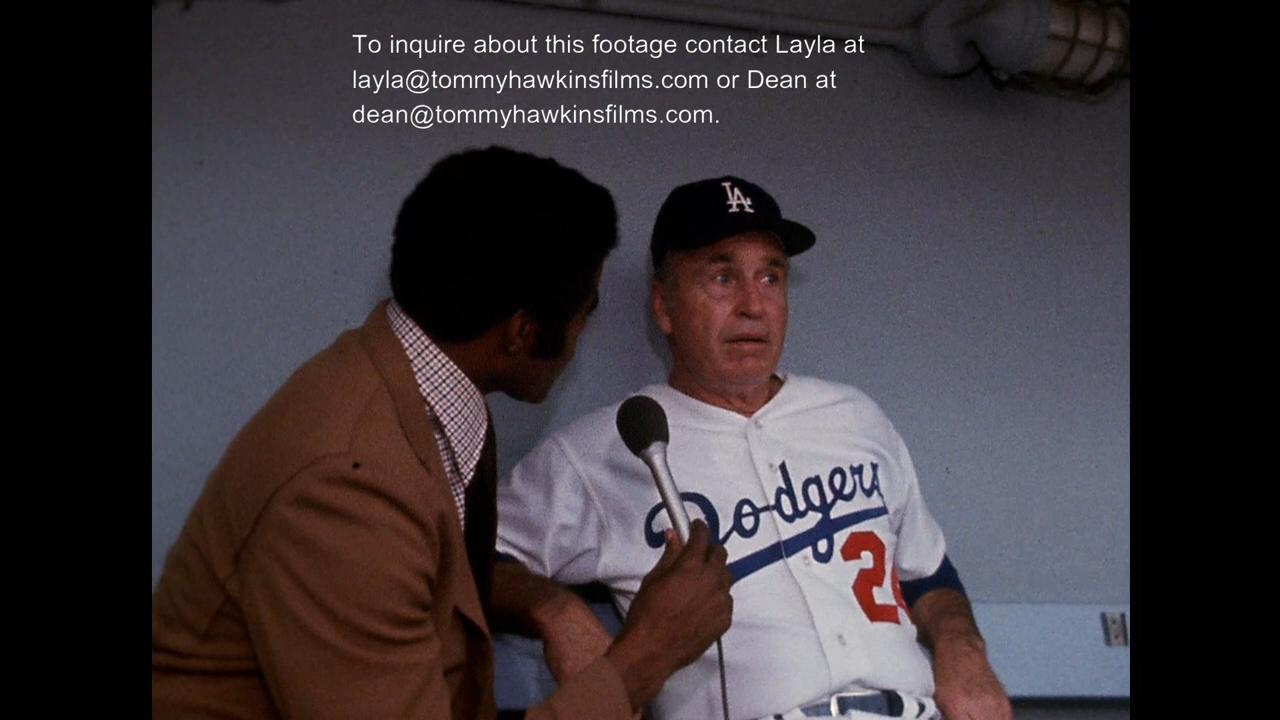 To inquire about this footage contact Layla at
layla@tommyhawkinsfilms.com or Dean at
dean@tommyhawkinsfilms.com.
LA
Dodgers
24